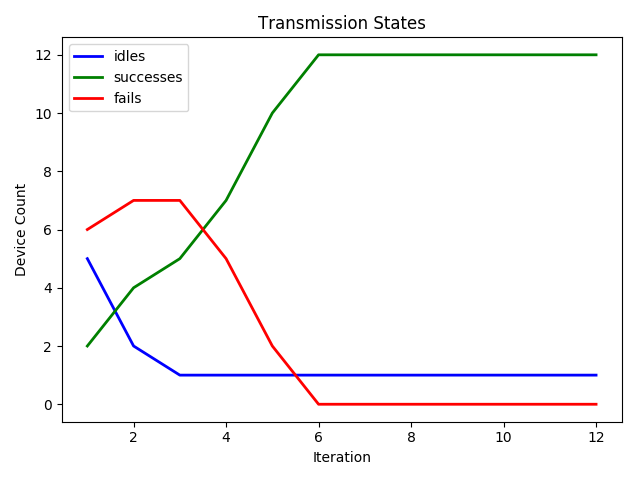 Transmission States
idles
successes
fails
Device Count
12
10
8
6
4
2
0
2 4 6 8 10 12
Iteration